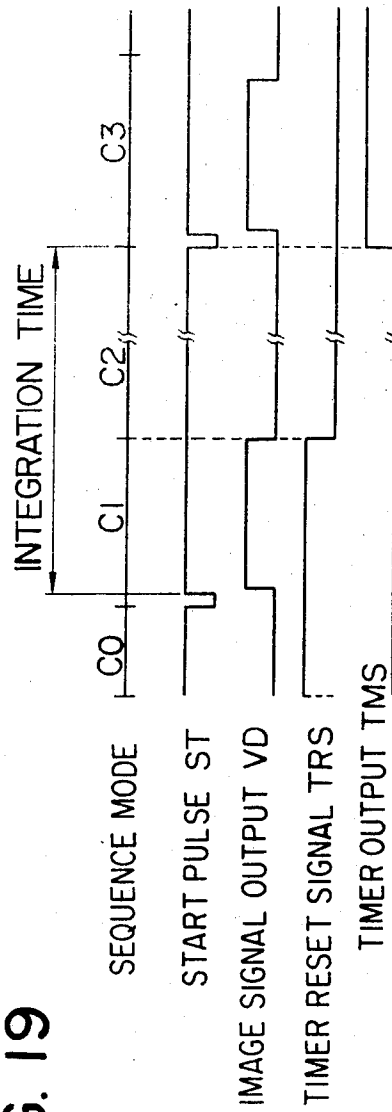 G. 19
INTEGRATION TIME
SEQUENCE MODE C0 C1 C2 C3
START PULSE ST
IMAGE SIGNAL OUTPUT VD
TIMER RESET SIGNAL TRS
TIMER OUTPUT TMS